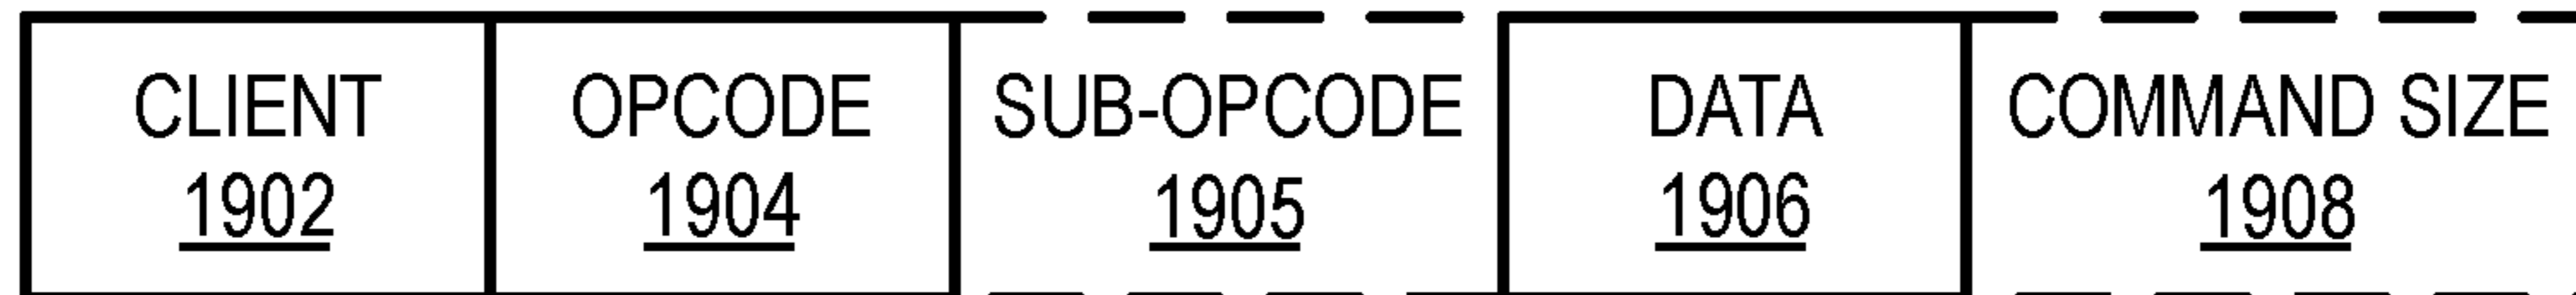 CLIENT OPCODE SUB-OPCODE DATA COMMAND SIZE
1902 1904 1905 1906 1908